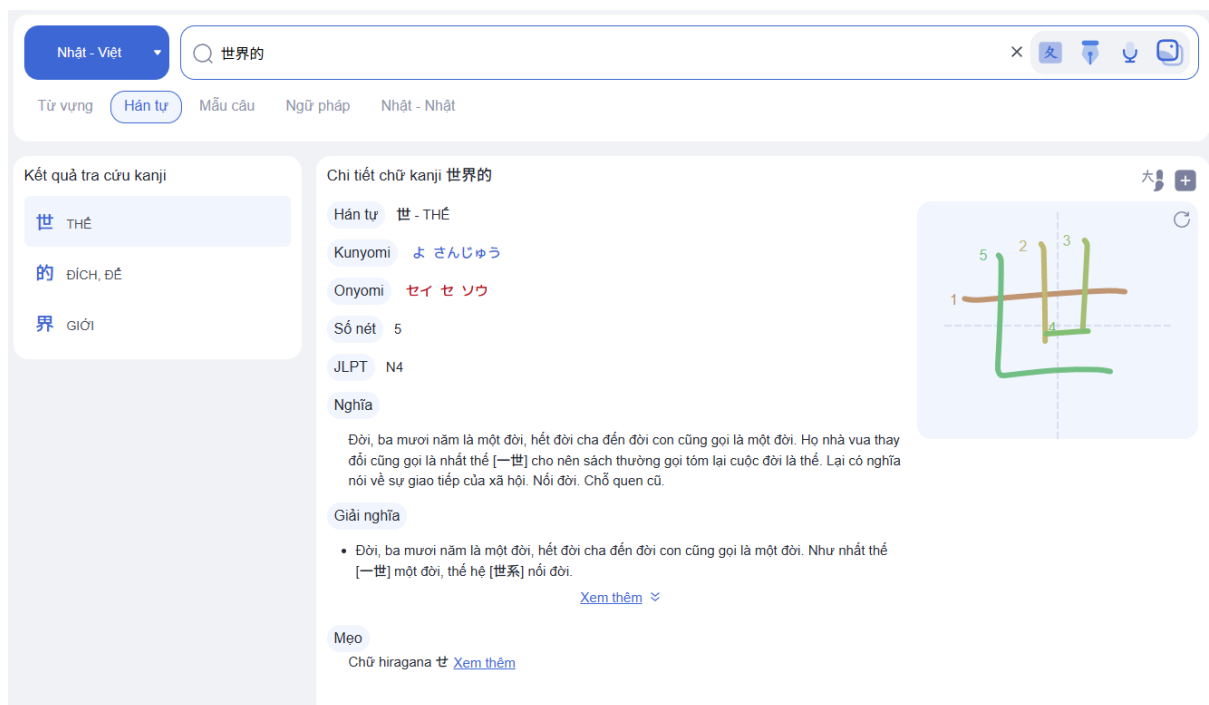 Nhật - Việt
世界的
Từ vựng Hán tự Mẫu câu Ngữ pháp Nhật - Nhật
Kết quả tra cứu kanji
世 THẾ
的 ĐÍCH, ĐỂ
界 GIỚI
Chi tiết chữ kanji 世界的
Hán tự 世 - THẾ
Kunyomi よ さんじゅう
Onyomi セイ セ ソウ
Số nét 5
JLPT N4
Nghĩa
Đời, ba mươi năm là một đời, hết đời cha đến đời con cũng gọi là một đời. Họ nhà vua thay
đổi cũng gọi là nhất thế [一世] cho nên sách thường gọi tóm lại cuộc đời là thế. Lại có nghĩa
nói về sự giao tiếp của xã hội. Nối đời. Chỗ quen cũ.
Giải nghĩa
Đời, ba mươi năm là một đời, hết đời cha đến đời con cũng gọi là một đời. Như nhất thế
[一世] một đời, thế hệ [世系] nối đời.
Xem thêm
Mẹo
Chữ hiragana せ Xem thêm
大
1
2
3
4
5
世